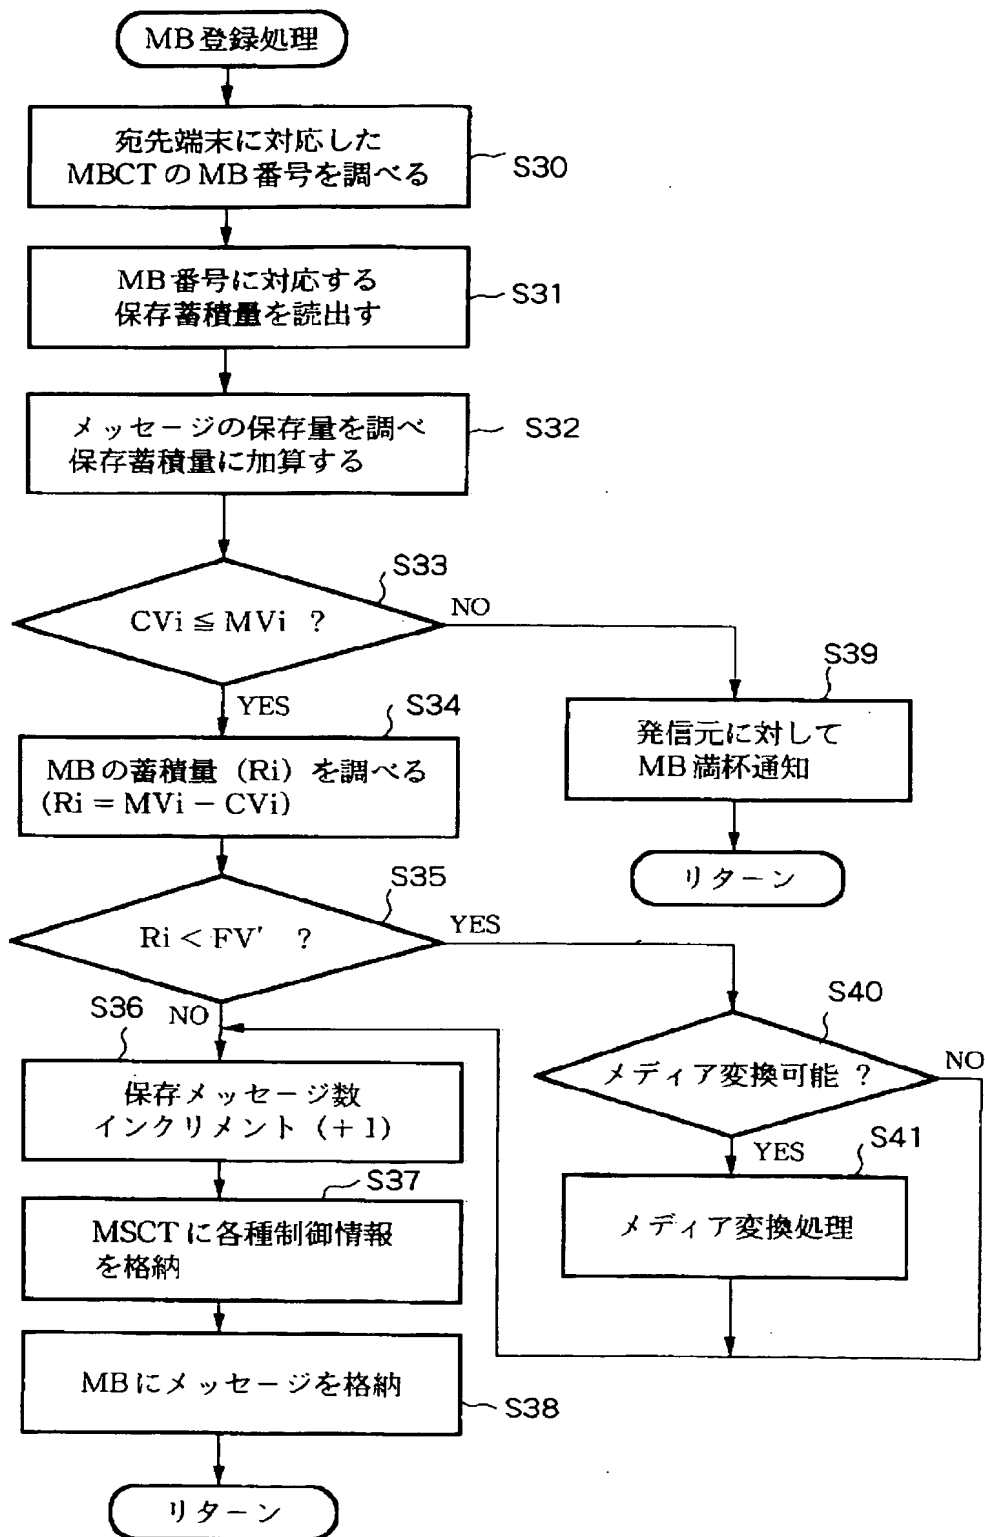 MB登録処理
宛先端末に対応した
MBCTのMB番号を調べる
S30
MB番号に対応する
保存蓄積量を読出す
S31
メッセージの保存量を調べ
保存蓄積量に加算する
S32
S33
CVi ≦ MVi ?
NO
YES
S39
発信元に対して
MB満杯通知
リターン
S34
MBの蓄積量 (Ri) を調べる
(Ri = MVi − CVi)
S35
Ri < FV′ ?
YES
NO
S40
メディア変換可能 ?
NO
YES
S41
メディア変換処理
S36
保存メッセージ数
インクリメント (+1)
S37
MSCTに各種制御情報
を格納
MBにメッセージを格納
S38
リターン